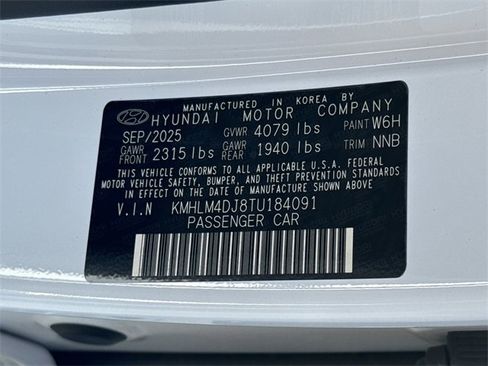 MANUFACTURED IN KOREA BY
HYUNDAI MOTOR COMPANY
SEP/2025 GVWR 4079 lbs PAINT W6H
GAWR FRONT 2315 lbs GAWR REAR 1940 lbs TRIM NNB
THIS VEHICLE CONFORMS TO ALL APPLICABLE U.S.A. FEDERAL
MOTOR VEHICLE SAFETY, BUMPER, AND THEFT PREVENTION
STANDARDS IN EFFECT ON THE DATE OF MANUFACTURE SHOWN ABOVE.
V.I.N KMHLM4DJ8TU184091
PASSENGER CAR